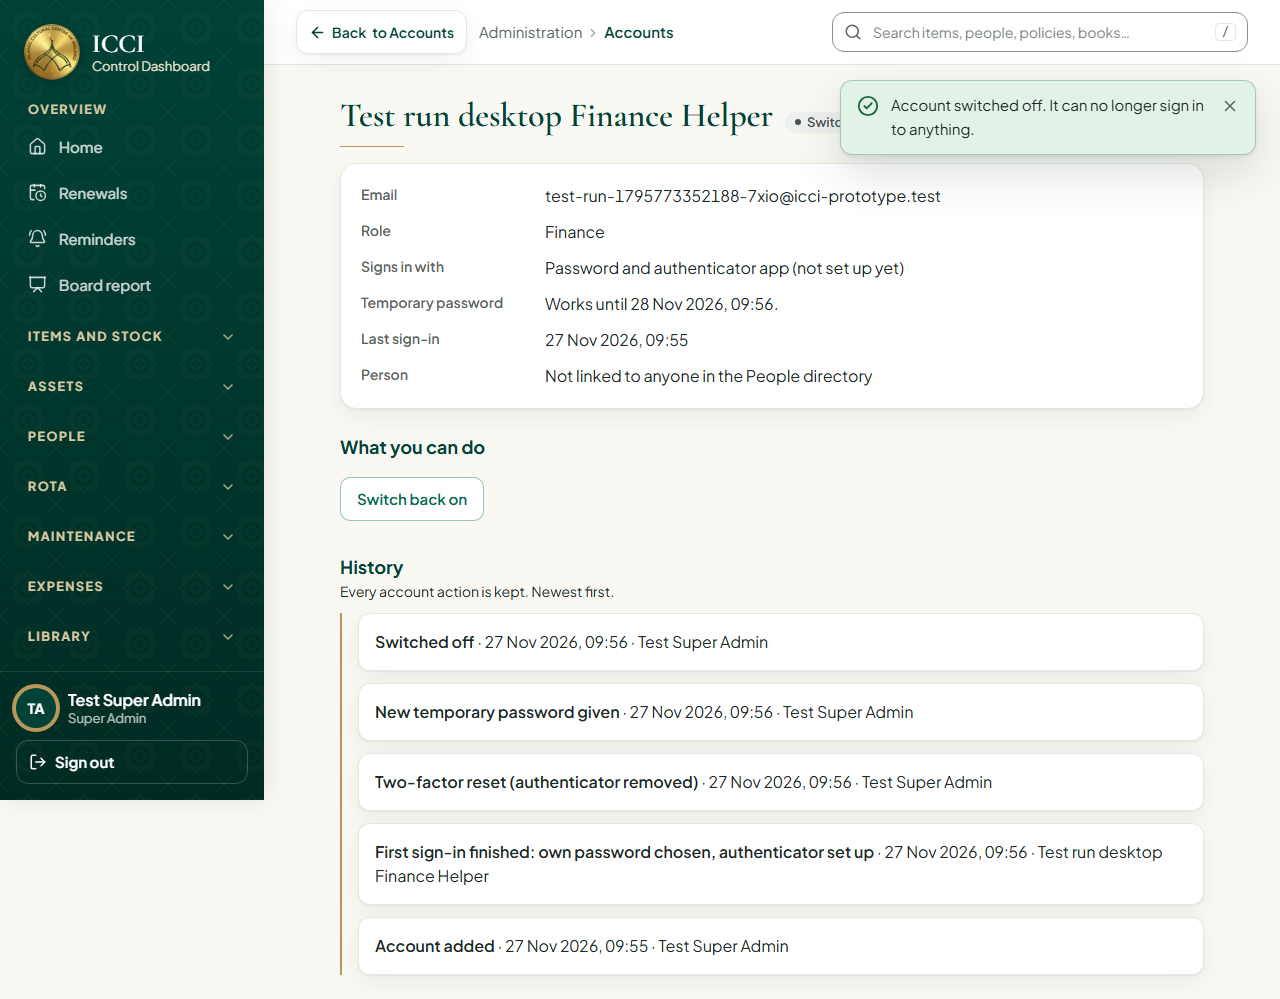 ICCI
Control Dashboard
OVERVIEW
Home
Renewals
Reminders
Board report
ITEMS AND STOCK
ASSETS
PEOPLE
ROTA
MAINTENANCE
EXPENSES
LIBRARY
TA
Test Super Admin
Super Admin
Sign out
Back to Accounts
Administration > Accounts
Search items, people, policies, books…
/
Account switched off. It can no longer sign in
to anything.
Test run desktop Finance Helper
Email
test-run-1795773352188-7xio@icci-prototype.test
Role
Finance
Signs in with
Password and authenticator app (not set up yet)
Temporary password
Works until 28 Nov 2026, 09:56.
Last sign-in
27 Nov 2026, 09:55
Person
Not linked to anyone in the People directory
What you can do
Switch back on
History
Every account action is kept. Newest first.
Switched off · 27 Nov 2026, 09:56 · Test Super Admin
New temporary password given · 27 Nov 2026, 09:56 · Test Super Admin
Two-factor reset (authenticator removed) · 27 Nov 2026, 09:56 · Test Super Admin
First sign-in finished: own password chosen, authenticator set up · 27 Nov 2026, 09:56 · Test run desktop
Finance Helper
Account added · 27 Nov 2026, 09:55 · Test Super Admin